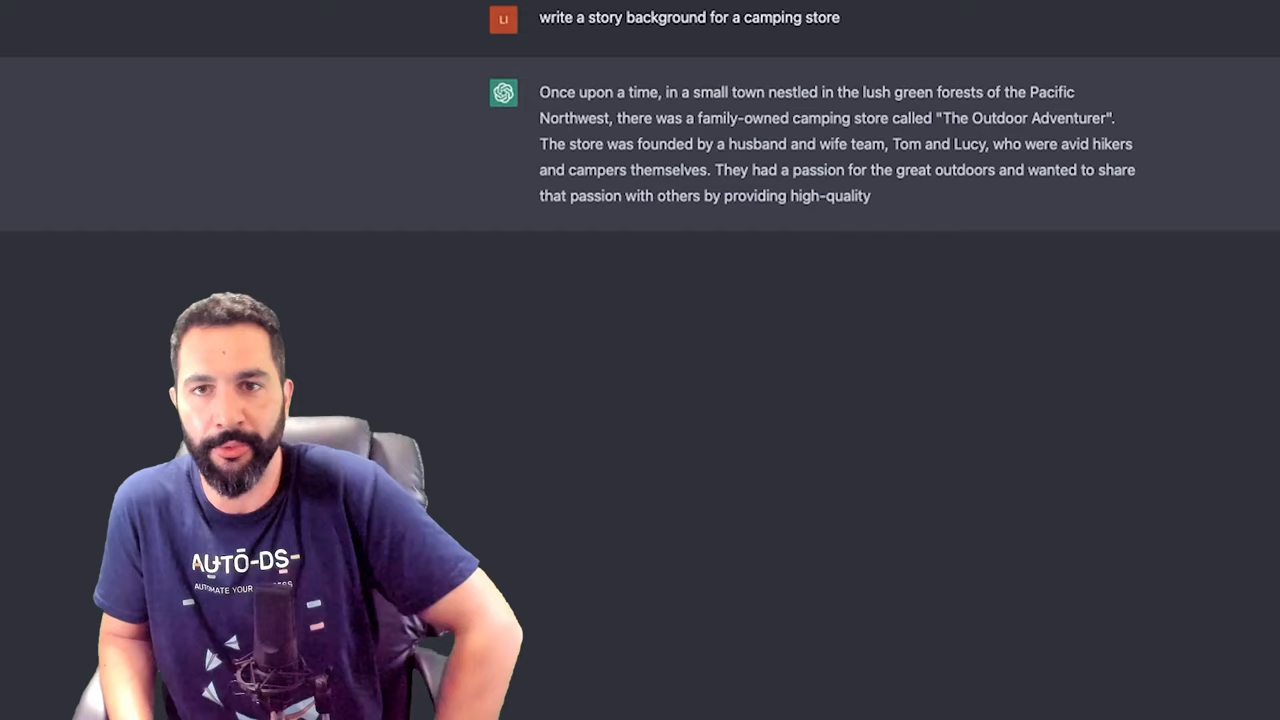 LI
write a story background for a camping store
Once upon a time, in a small town nestled in the lush green forests of the Pacific
Northwest, there was a family-owned camping store called "The Outdoor Adventurer".
The store was founded by a husband and wife team, Tom and Lucy, who were avid hikers
and campers themselves. They had a passion for the great outdoors and wanted to share
that passion with others by providing high-quality
AUTO-DS-
AUTOMATE YOUR